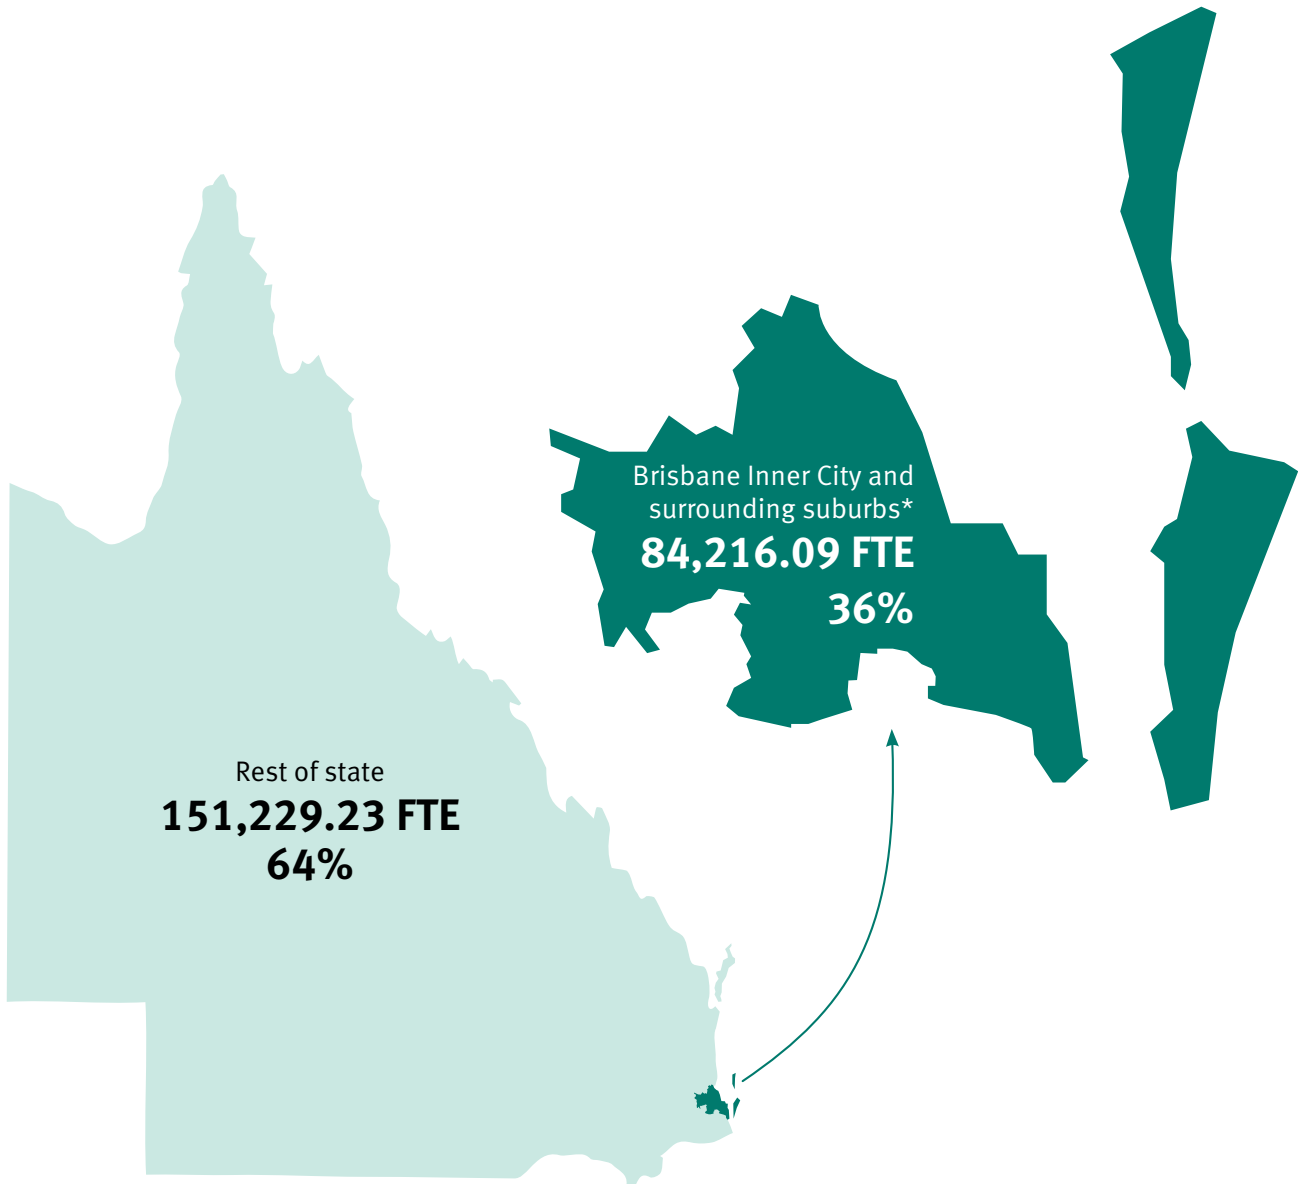 Brisbane Inner City and
surrounding suburbs*
84,216.09 FTE
36%
Rest of state
151,229.23 FTE
64%